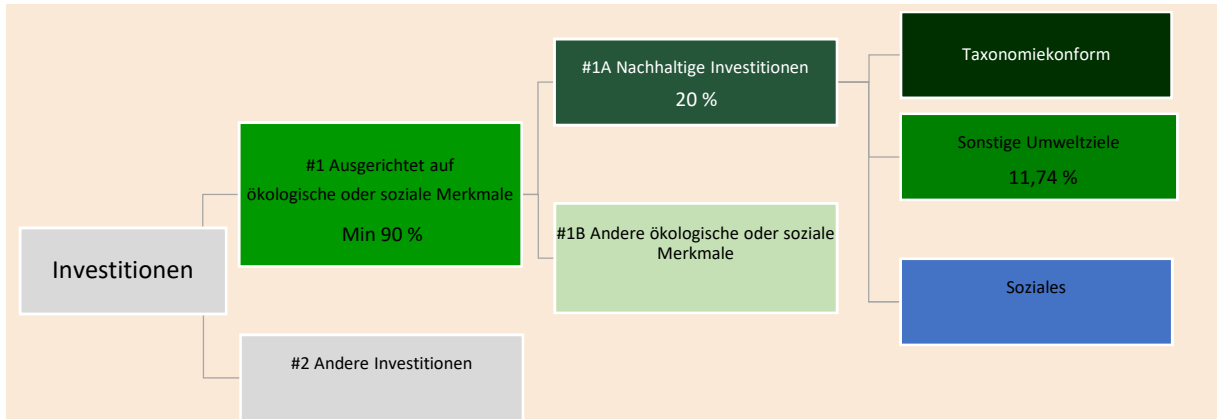 Investitionen
#1 Ausgerichtet auf
ökologische oder soziale Merkmale
Min 90 %
#2 Andere Investitionen
#1A Nachhaltige Investitionen
20 %
#1B Andere ökologische oder soziale
Merkmale
Taxonomiekonform
Sonstige Umweltziele
11,74 %
Soziales